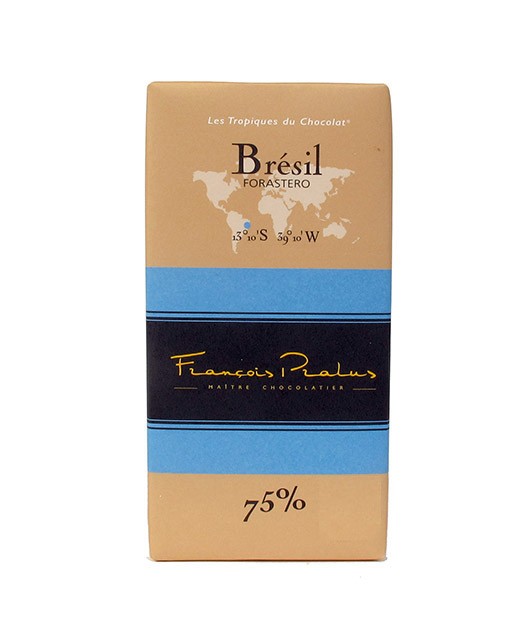 Les Tropiques du Chocolat®
Brésil
FORASTERO
13°10'S 39°10'W
François Pralus
MAÎTRE CHOCOLATIER
75%